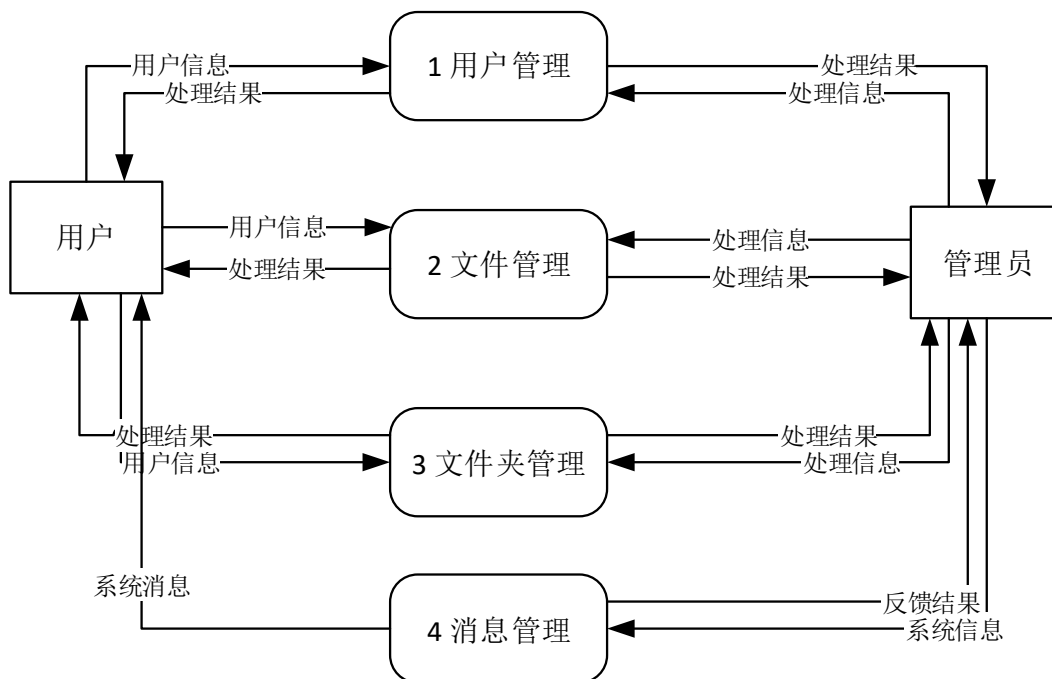 1 用户管理
用户信息
处理结果
处理结果
处理信息
用户
用户信息
处理结果
2 文件管理
处理信息
处理结果
管理员
处理结果
用户信息
3 文件夹管理
处理结果
处理信息
系统消息
4 消息管理
反馈结果
系统信息